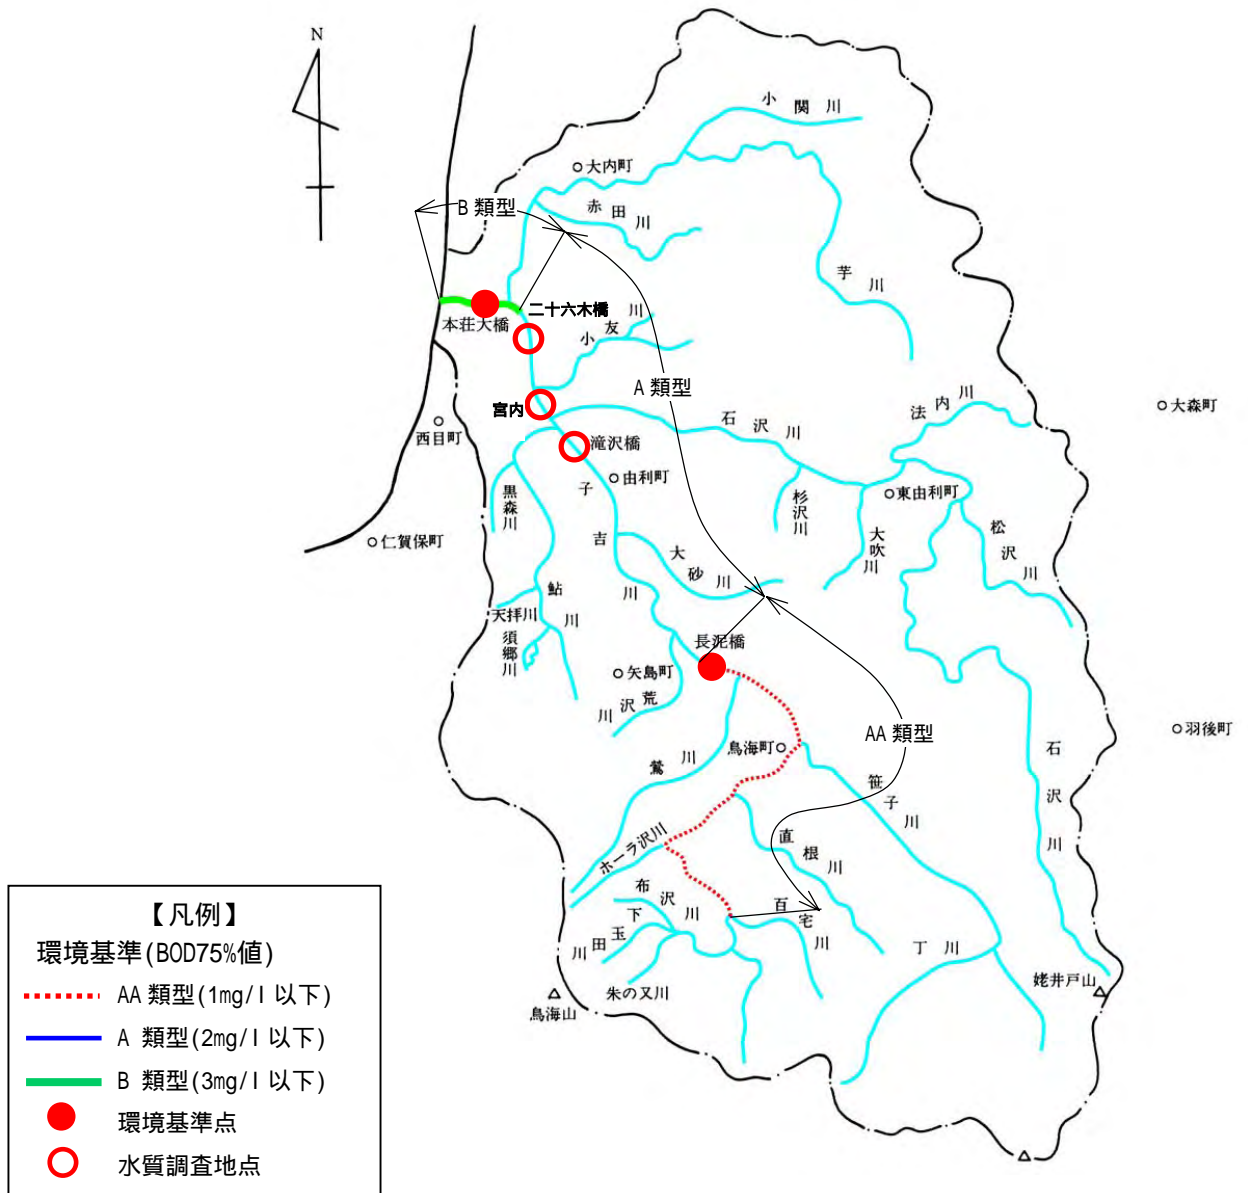 N
小関川
大内町
赤田川
B 類型
芋川
二十六木橋
本荘大橋
小友川
A 類型
宮内
西目町
石沢川
法内川
大森町
滝沢橋
由利町
子吉川
黒森川
杉沢川
東由利町
大吹川
松沢川
仁賀保町
大砂川
鮎川
天拝川
須郷川
長泥橋
矢島町
荒沢川
AA 類型
鳥海町
羽後町
鶯川
笹子川
石沢川
ホーラ沢川
直根川
布沢川
百宅川
下玉田川
丁川
朱の又川
鳥海山
姥井戸山
【凡例】
環境基準(BOD75%値)
AA 類型(1mg/l 以下)
A 類型(2mg/l 以下)
B 類型(3mg/l 以下)
環境基準点
水質調査地点